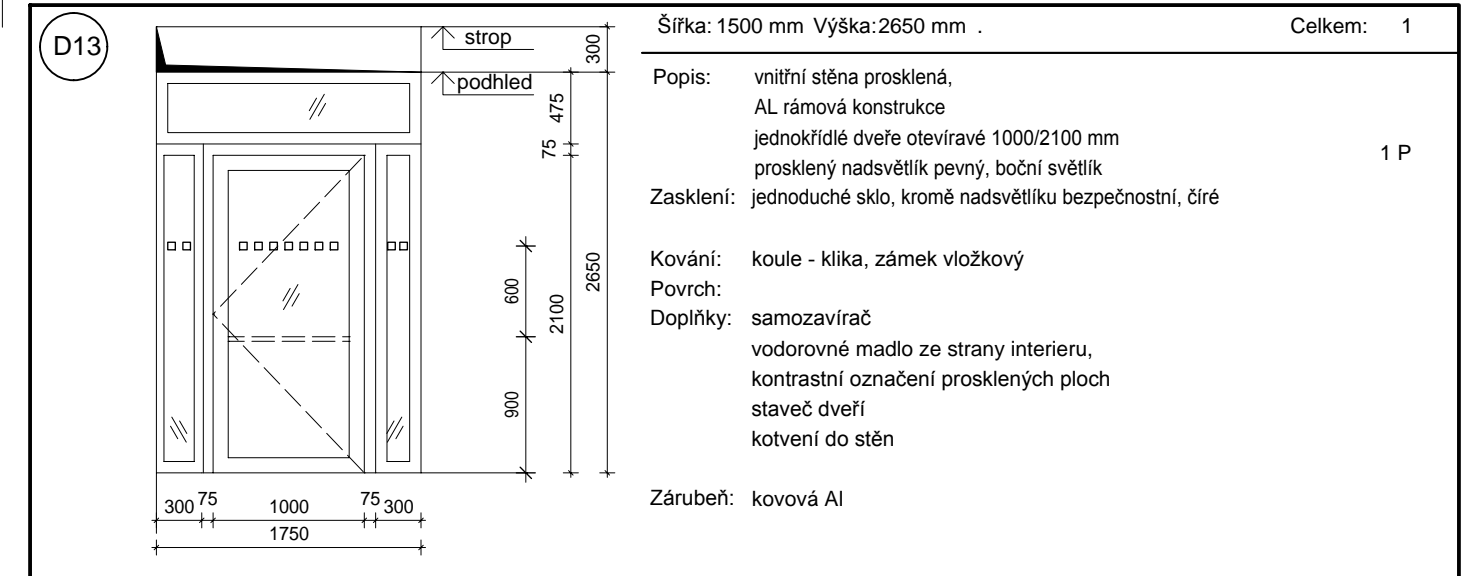 D13
strop
podhled
300
475
75
2650
2100
600
900
300 75 1000 75 300
1750
Šířka: 1500 mm Výška:2650 mm . Celkem: 1
Popis: vnitřní stěna prosklená,
AL rámová konstrukce
jednokřídlé dveře otevíravé 1000/2100 mm
1 P
prosklený nadsvětlík pevný, boční světlík
Zasklení: jednoduché sklo, kromě nadsvětlíku bezpečnostní, číré
Kování: koule - klika, zámek vložkový
Povrch:
Doplňky: samozavírač
vodorovné madlo ze strany interieru,
kontrastní označení prosklených ploch
staveč dveří
kotvení do stěn
Zárubeň: kovová Al